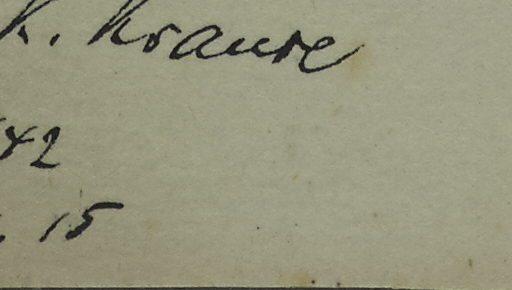 K. Krause
42
. 15